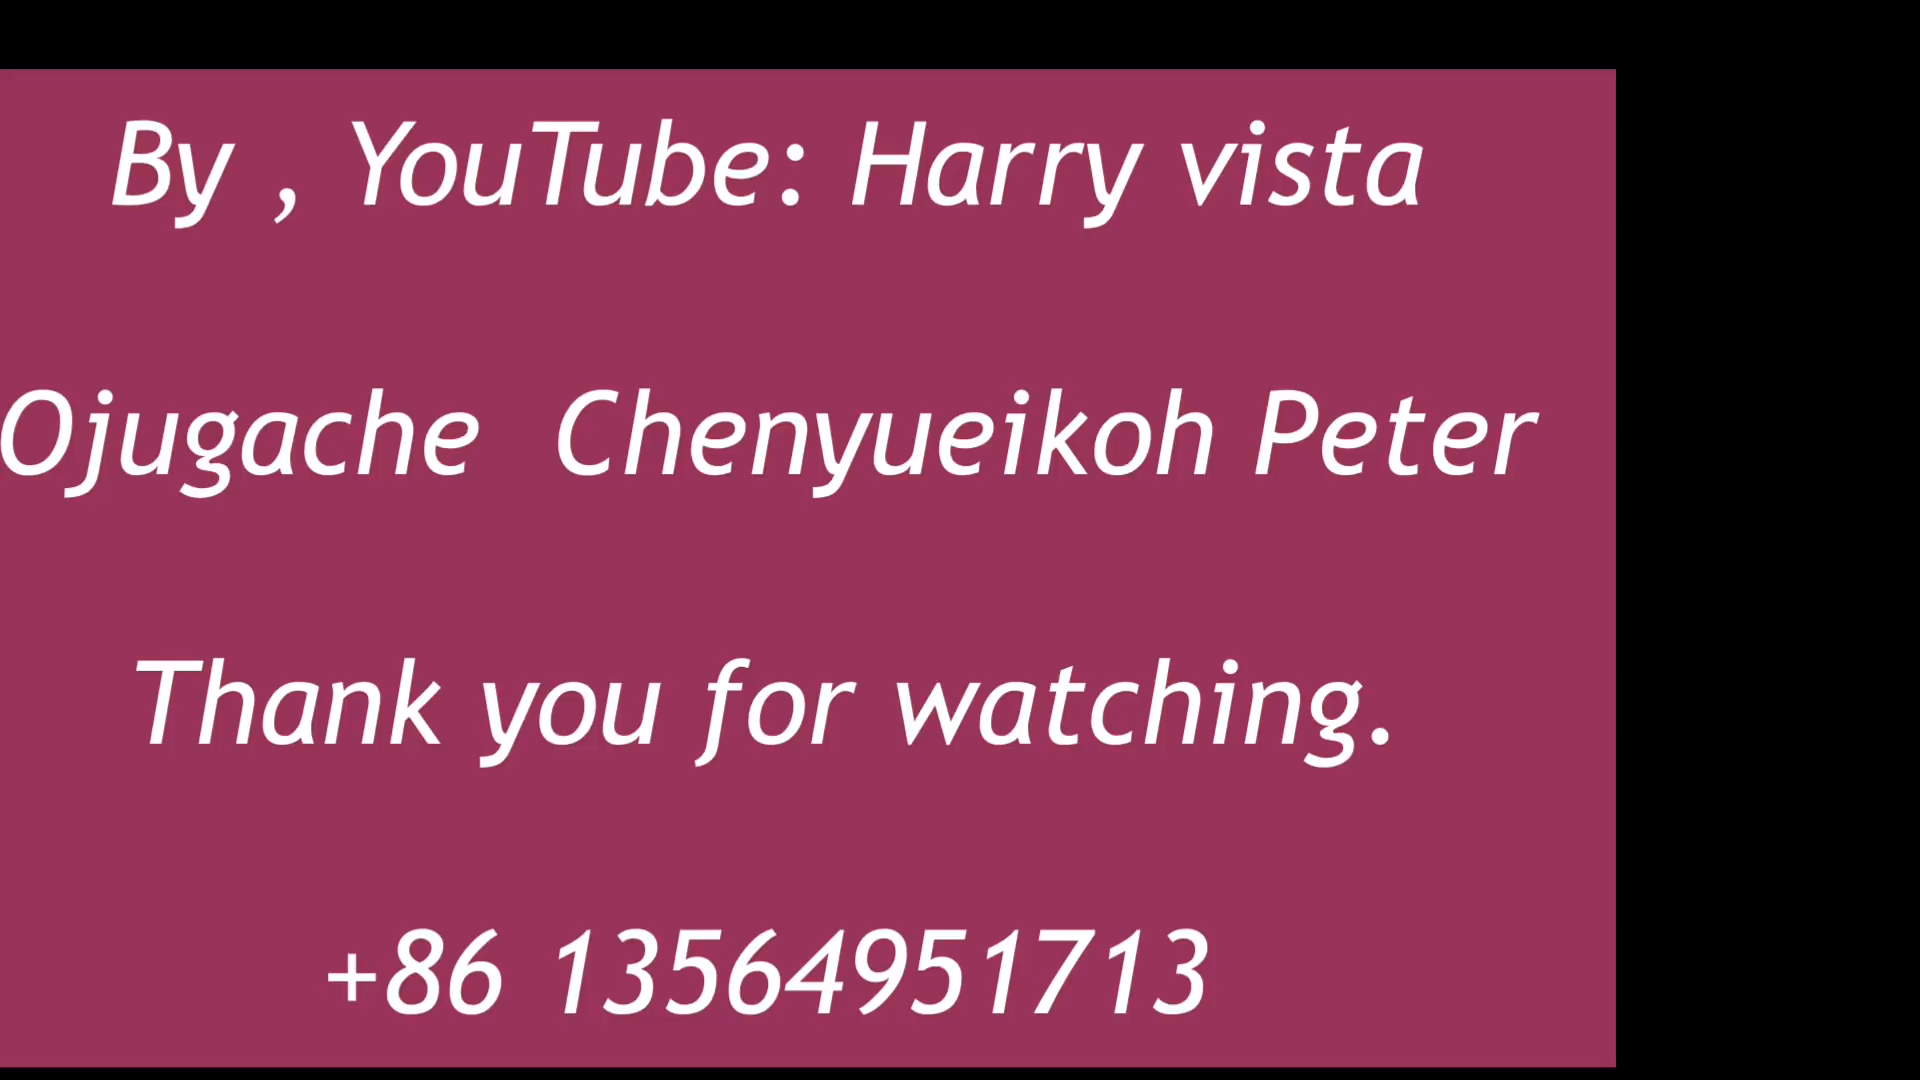 By , YouTube: Harry vista
Ojugache Chenyueikoh Peter
Thank you for watching.
+86 13564951713